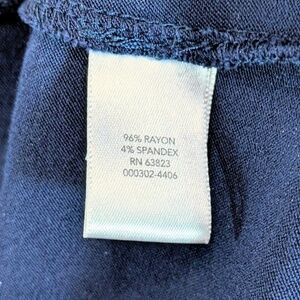 96% RAYON
4% SPANDEX
RN 63823
000302-4406